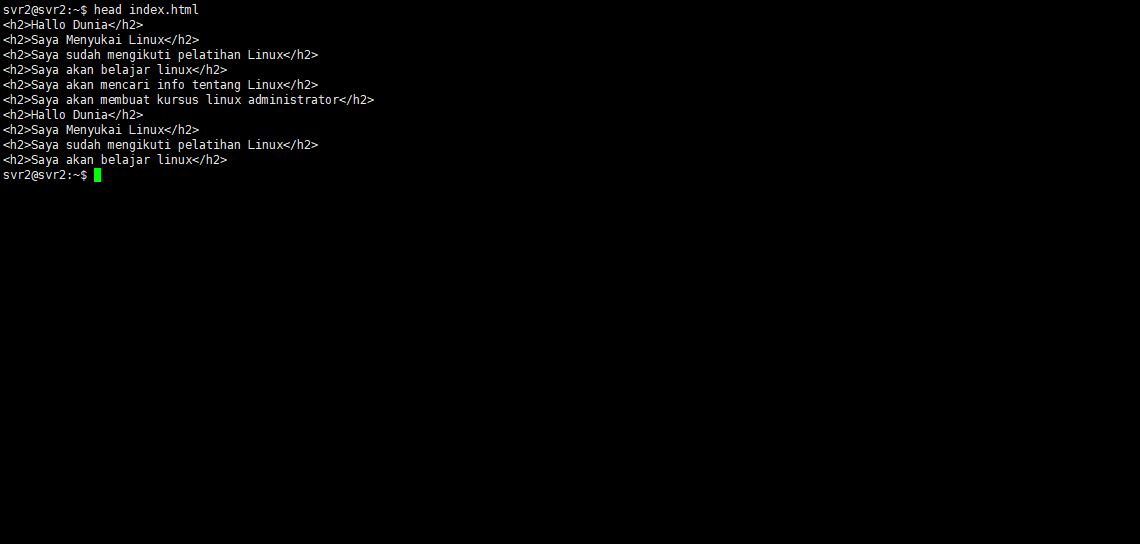 svr2@svr2:~$ head index.html
<h2>Hallo Dunia</h2>
<h2>Saya Menyukai Linux</h2>
<h2>Saya sudah mengikuti pelatihan Linux</h2>
<h2>Saya akan belajar linux</h2>
<h2>Saya akan mencari info tentang Linux</h2>
<h2>Saya akan membuat kursus linux administrator</h2>
<h2>Hallo Dunia</h2>
<h2>Saya Menyukai Linux</h2>
<h2>Saya sudah mengikuti pelatihan Linux</h2>
<h2>Saya akan belajar linux</h2>
svr2@svr2:~$